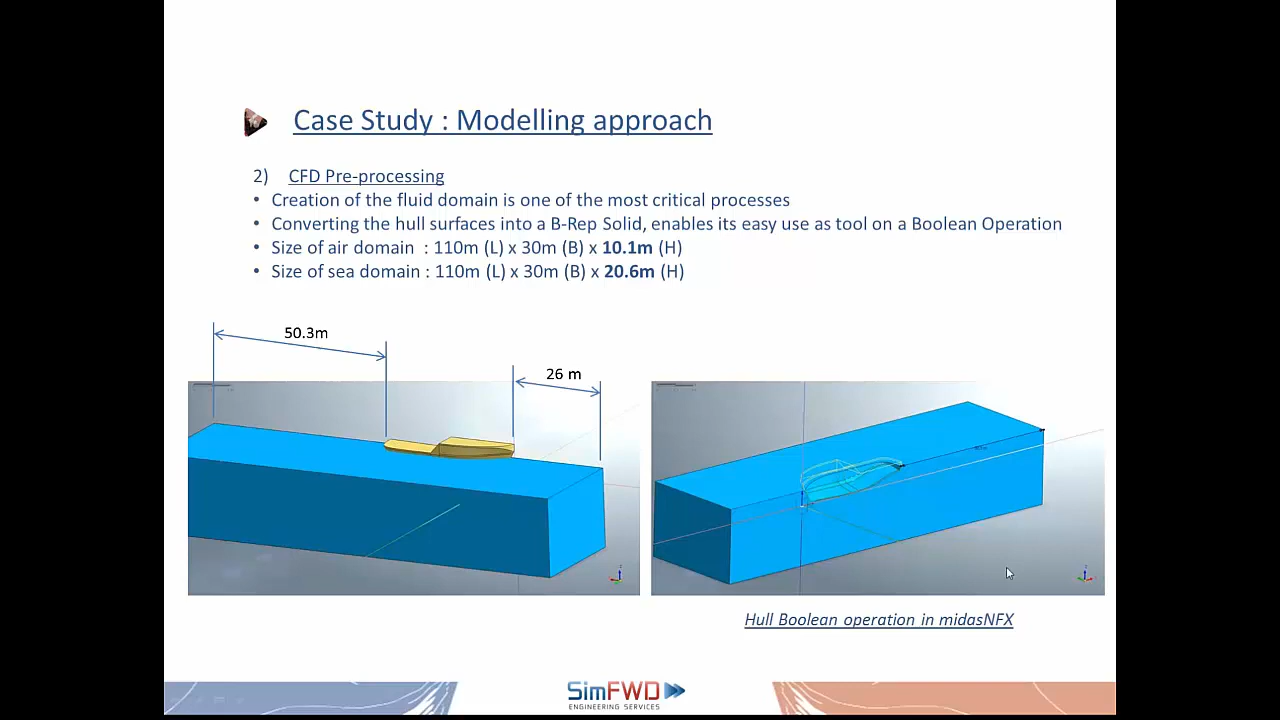 Case Study : Modelling approach
2) CFD Pre-processing
• Creation of the fluid domain is one of the most critical processes
• Converting the hull surfaces into a B-Rep Solid, enables its easy use as tool on a Boolean Operation
• Size of air domain : 110m (L) x 30m (B) x 10.1m (H)
• Size of sea domain : 110m (L) x 30m (B) x 20.6m (H)
50.3m
26 m
Hull Boolean operation in midasNFX
SimFWD
ENGINEERING SERVICES